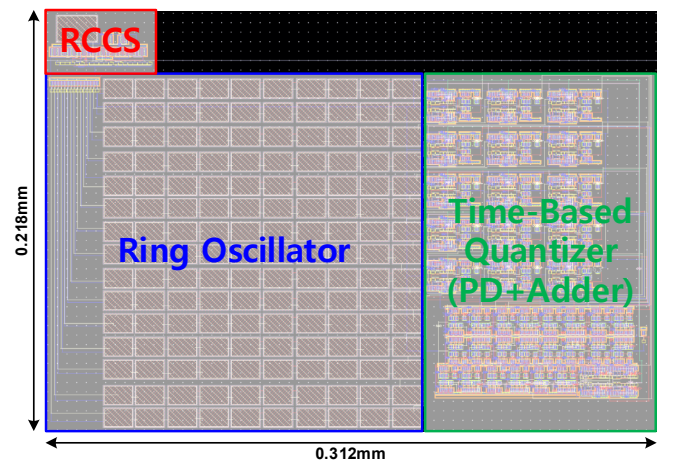 RCCS
0.218mm
Ring Oscillator
Time-Based
Quantizer
(PD+Adder)
0.312mm